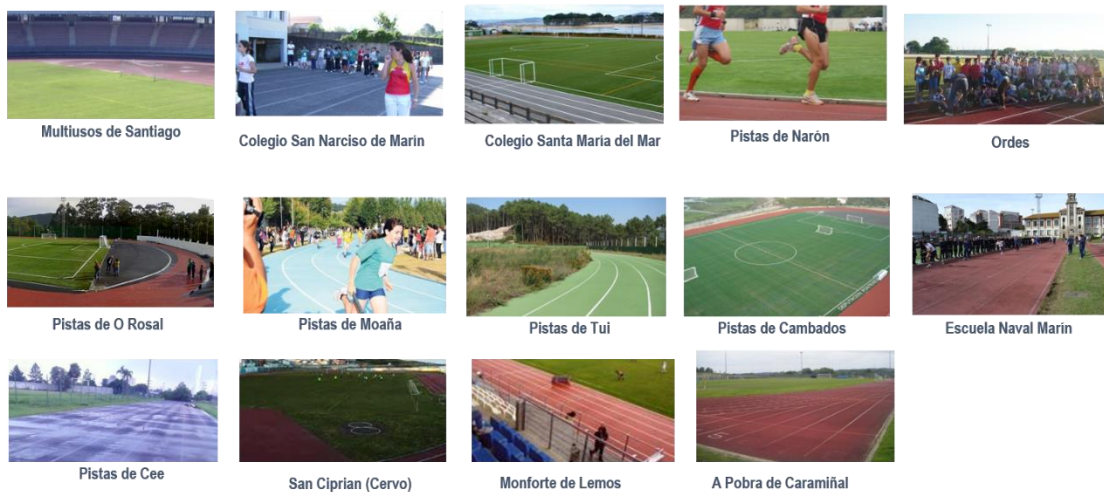 Multiusos de Santiago
Colegio San Narciso de Marín
Colegio Santa María del Mar
Pistas de Narón
Ordes
Pistas de O Rosal
Pistas de Moaña
Pistas de Tui
Pistas de Cambados
Escuela Naval Marín
Pistas de Cee
San Ciprian (Cervo)
Monforte de Lemos
A Pobra de Caramiñal